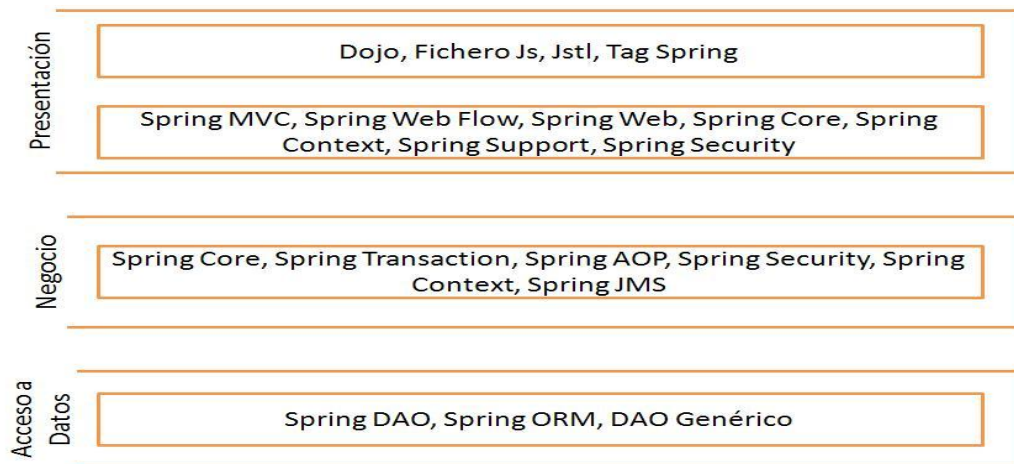 Presentación
Dojo, Fichero Js, Jstl, Tag Spring
Spring MVC, Spring Web Flow, Spring Web, Spring Core, Spring
Context, Spring Support, Spring Security
Negocio
Spring Core, Spring Transaction, Spring AOP, Spring Security, Spring
Context, Spring JMS
Acceso a
Datos
Spring DAO, Spring ORM, DAO Genérico